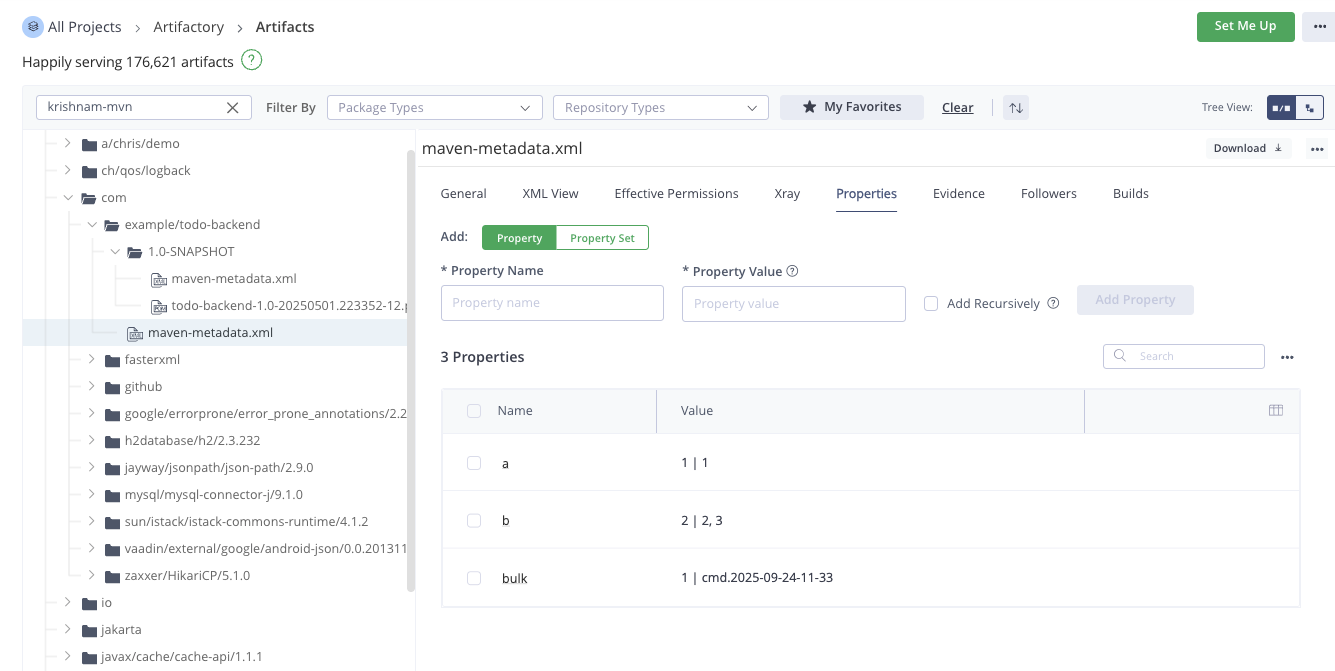 All Projects > Artifactory > Artifacts
Set Me Up
Happily serving 176,621 artifacts ?
krishnam-mvn
Filter By
Package Types
Repository Types
My Favorites
Clear
Tree View:
a/chris/demo
ch/qos/logback
com
example/todo-backend
1.0-SNAPSHOT
maven-metadata.xml
todo-backend-1.0-20250501.223352-12.p
maven-metadata.xml
fasterxml
github
google/errorprone/error_prone_annotations/2.2
h2database/h2/2.3.232
jayway/jsonpath/json-path/2.9.0
mysql/mysql-connector-j/9.1.0
sun/istack/istack-commons-runtime/4.1.2
vaadin/external/google/android-json/0.0.201311
zaxxer/HikariCP/5.1.0
io
jakarta
javax/cache/cache-api/1.1.1
maven-metadata.xml
Download
General XML View Effective Permissions Xray Properties Evidence Followers Builds
Add: Property Property Set
* Property Name * Property Value ?
Property name Property value Add Recursively ? Add Property
3 Properties Search
Name Value
a 1 | 1
b 2 | 2, 3
bulk 1 | cmd.2025-09-24-11-33